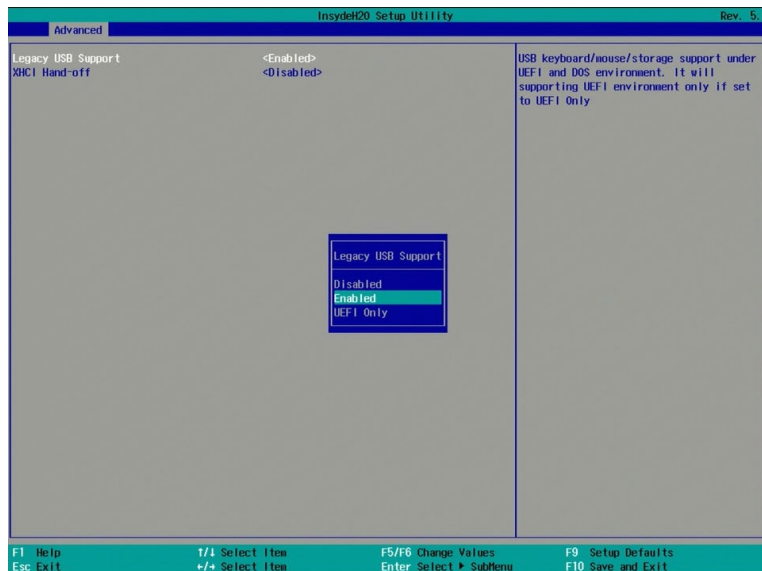 InsydeH20 Setup Utility Rev. 5.
Advanced
Legacy USB Support <Enabled>
XHCI Hand-off <Disabled>
USB keyboard/mouse/storage support under
UEFI and DOS environment. It will
supporting UEFI environment only if set
to UEFI Only
Legacy USB Support
Disabled
Enabled
UEFI Only
F1 Help ↑/↓ Select Item F5/F6 Change Values F9 Setup Defaults
Esc Exit ←/→ Select Item Enter Select ▶ SubMenu F10 Save and Exit